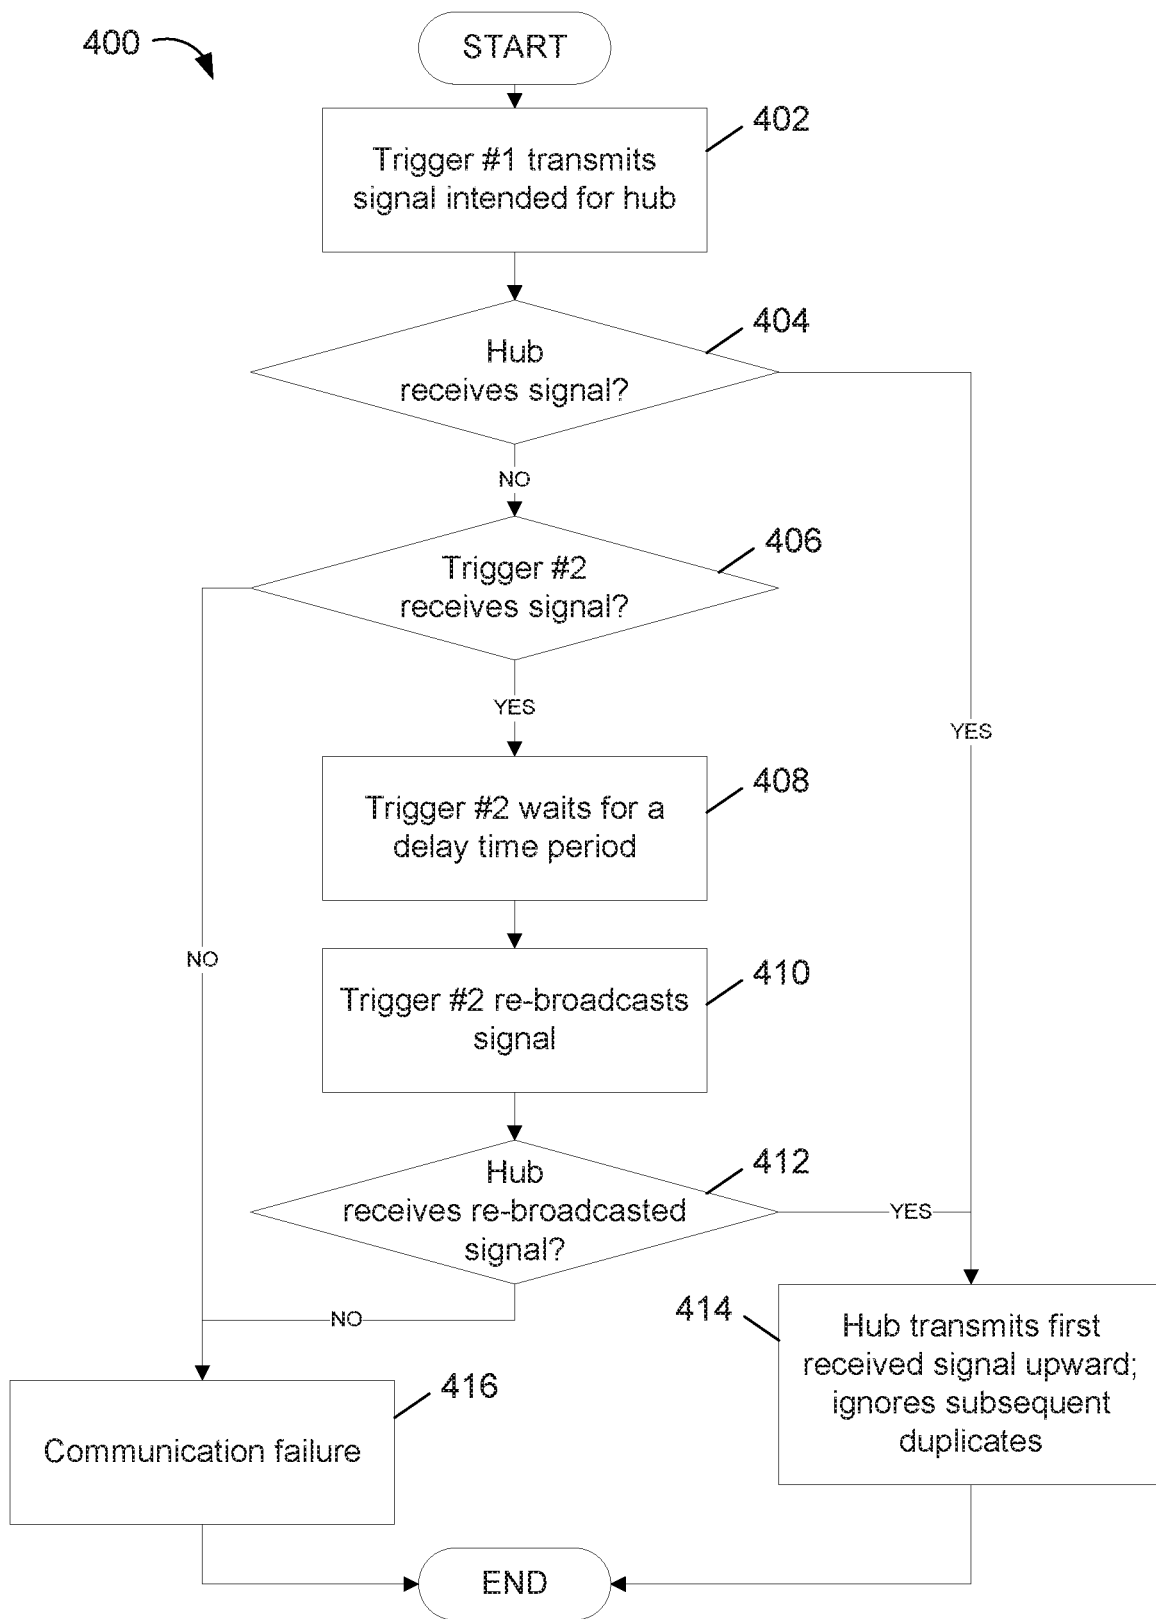 400
START
402
Trigger #1 transmits
signal intended for hub
404
Hub
receives signal?
NO
406
Trigger #2
receives signal?
YES
YES
408
Trigger #2 waits for a
delay time period
NO
410
Trigger #2 re-broadcasts
signal
412
Hub
receives re-broadcasted
signal?
YES
NO
414
Hub transmits first
received signal upward;
ignores subsequent
duplicates
416
Communication failure
END